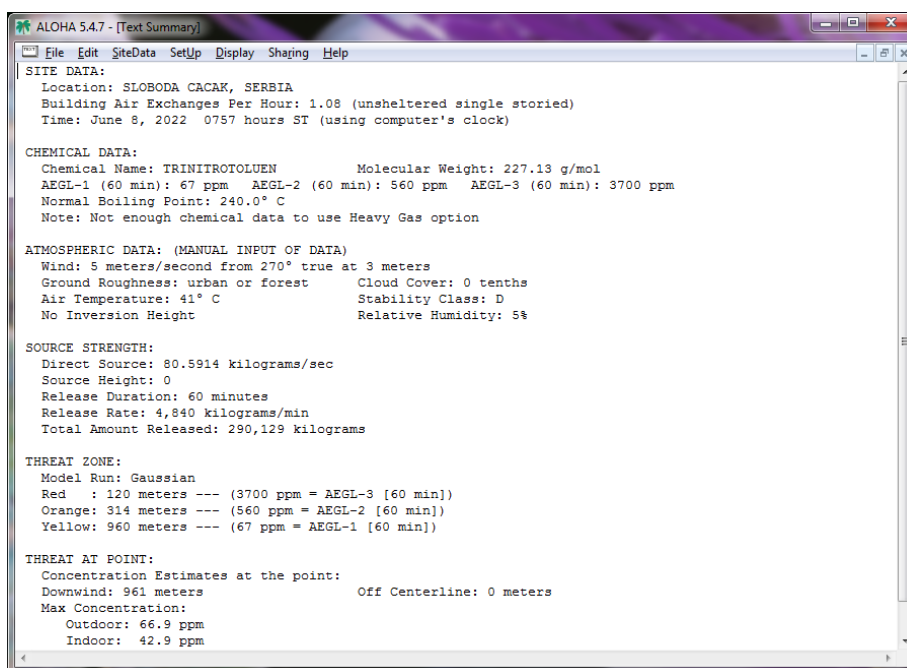 ALOHA 5.4.7 - [Text Summary]
File Edit SiteData SetUp Display Sharing Help
SITE DATA:
Location: SLOBODA CACAK, SERBIA
Building Air Exchanges Per Hour: 1.08 (unsheltered single storied)
Time: June 8, 2022 0757 hours ST (using computer's clock)
CHEMICAL DATA:
Chemical Name: TRINITROTOLUEN Molecular Weight: 227.13 g/mol
AEGL-1 (60 min): 67 ppm AEGL-2 (60 min): 560 ppm AEGL-3 (60 min): 3700 ppm
Normal Boiling Point: 240.0° C
Note: Not enough chemical data to use Heavy Gas option
ATMOSPHERIC DATA: (MANUAL INPUT OF DATA)
Wind: 5 meters/second from 270° true at 3 meters
Ground Roughness: urban or forest Cloud Cover: 0 tenths
Air Temperature: 41° C Stability Class: D
No Inversion Height Relative Humidity: 5%
SOURCE STRENGTH:
Direct Source: 80.5914 kilograms/sec
Source Height: 0
Release Duration: 60 minutes
Release Rate: 4,840 kilograms/min
Total Amount Released: 290,129 kilograms
THREAT ZONE:
Model Run: Gaussian
Red : 120 meters --- (3700 ppm = AEGL-3 [60 min])
Orange: 314 meters --- (560 ppm = AEGL-2 [60 min])
Yellow: 960 meters --- (67 ppm = AEGL-1 [60 min])
THREAT AT POINT:
Concentration Estimates at the point:
Downwind: 961 meters Off Centerline: 0 meters
Max Concentration:
Outdoor: 66.9 ppm
Indoor: 42.9 ppm